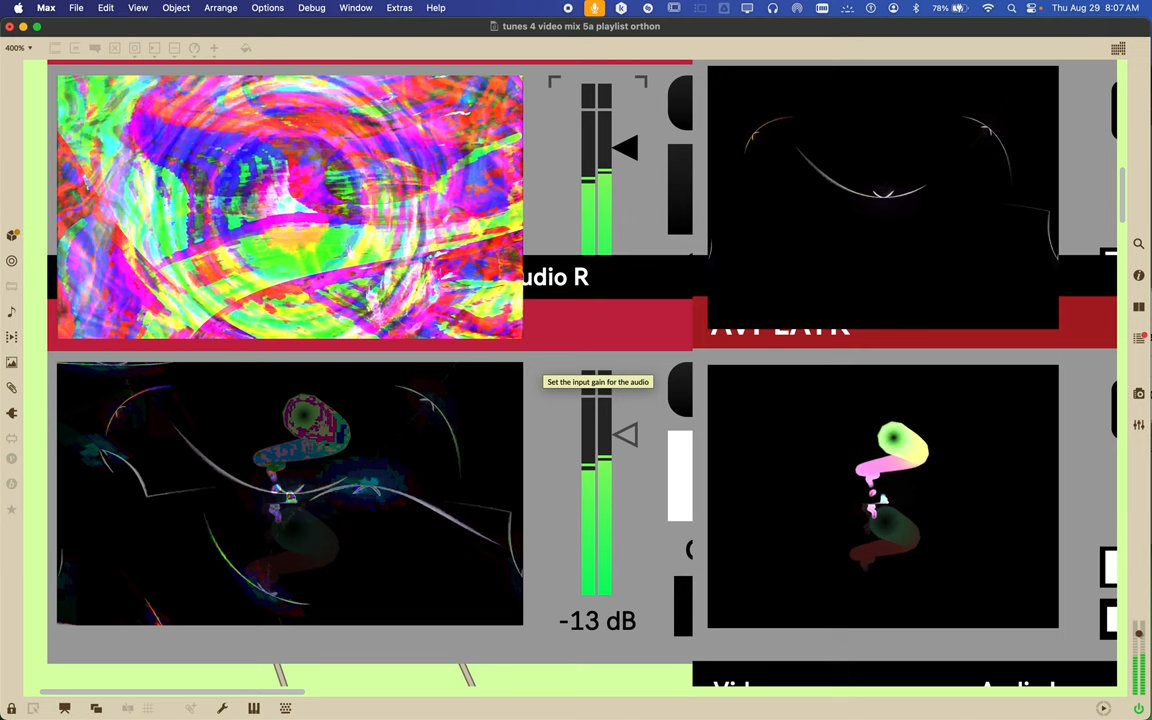 Max File Edit View Object Arrange Options Debug Window Extras Help 78% Thu Aug 29 8:07 AM
tunes 4 video mix 5a playlist orthon
400%
udio R
AVPLAYR
Set the input gain for the audio
-13 dB